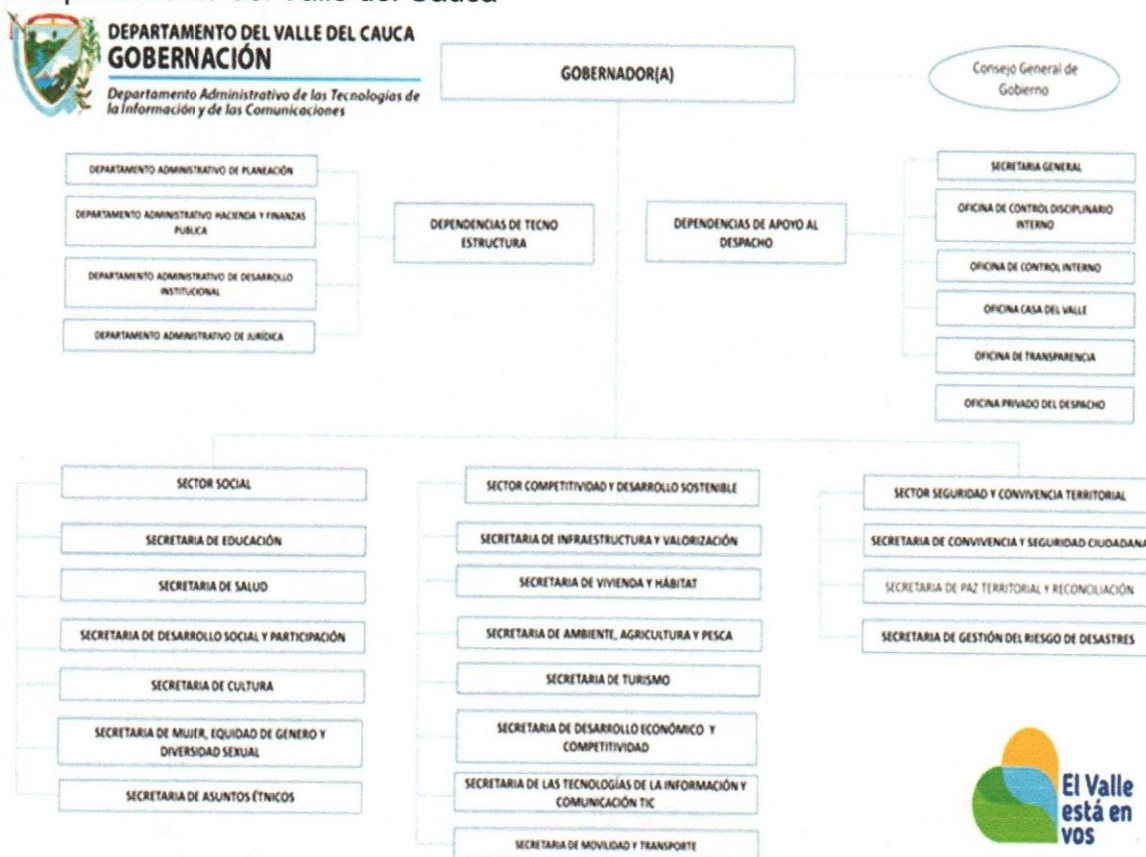 Departamento del Valle del Cauca
DEPARTAMENTO DEL VALLE DEL CAUCA
GOBERNACIÓN
Departamento Administrativo de las Tecnologías de
la Información y de las Comunicaciones
GOBERNADOR(A)
Consejo General de
Gobierno
DEPARTAMENTO ADMINISTRATIVO DE PLANEACIÓN
DEPARTAMENTO ADMINISTRATIVO HACIENDA Y FINANZAS
PUBLICA
DEPARTAMENTO ADMINISTRATIVO DE DESARROLLO
INSTITUCIONAL
DEPARTAMENTO ADMINISTRATIVO DE JURÍDICA
DEPENDENCIAS DE TECNO
ESTRUCTURA
DEPENDENCIAS DE APOYO AL
DESPACHO
SECRETARIA GENERAL
OFICINA DE CONTROL DISCIPLINARIO
INTERNO
OFICINA DE CONTROL INTERNO
OFICINA CASA DEL VALLE
OFICINA DE TRANSPARENCIA
OFICINA PRIVADO DEL DESPACHO
SECTOR SOCIAL
SECRETARIA DE EDUCACIÓN
SECRETARIA DE SALUD
SECRETARIA DE DESARROLLO SOCIAL Y PARTICIPACIÓN
SECRETARIA DE CULTURA
SECRETARIA DE MUJER, EQUIDAD DE GENERO Y
DIVERSIDAD SEXUAL
SECRETARIA DE ASUNTOS ÉTNICOS
SECTOR COMPETITIVIDAD Y DESARROLLO SOSTENIBLE
SECRETARIA DE INFRAESTRUCTURA Y VALORIZACIÓN
SECRETARIA DE VIVIENDA Y HÁBITAT
SECRETARIA DE AMBIENTE, AGRICULTURA Y PESCA
SECRETARIA DE TURISMO
SECRETARIA DE DESARROLLO ECONÓMICO Y
COMPETITIVIDAD
SECRETARIA DE LAS TECNOLOGÍAS DE LA INFORMACIÓN Y
COMUNICACIÓN TIC
SECRETARIA DE MOVILIDAD Y TRANSPORTE
SECTOR SEGURIDAD Y CONVIVENCIA TERRITORIAL
SECRETARIA DE CONVIVENCIA Y SEGURIDAD CIUDADANA
SECRETARIA DE PAZ TERRITORIAL Y RECONCILIACIÓN
SECRETARIA DE GESTIÓN DEL RIESGO DE DESASTRES
El Valle
está en
vos